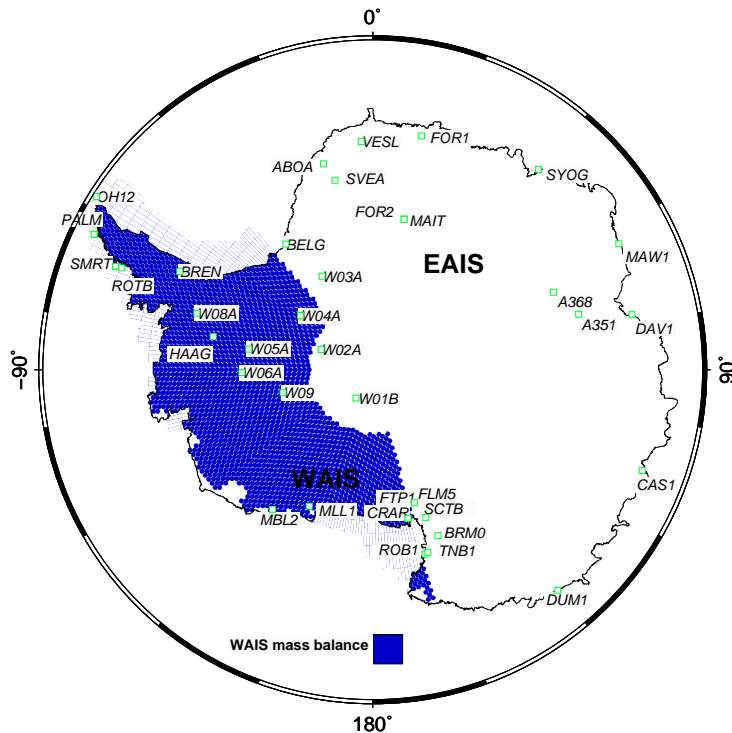 0°
VESL
FOR1
ABOA
SVEA
SYOG
OH12
FOR2
MAIT
PALM
BELG
MAW1
EAIS
SMRT
BREN
W03A
ROTB
A368
W08A
W04A
A351
DAV1
HAAG
W05A
W02A
−90°
W06A
90°
W09
W01B
WAIS
CAS1
FTP1
FLM5
MBL2
MLL1
CRAR
SCTB
BRM0
ROB1
TNB1
DUM1
WAIS mass balance
180°